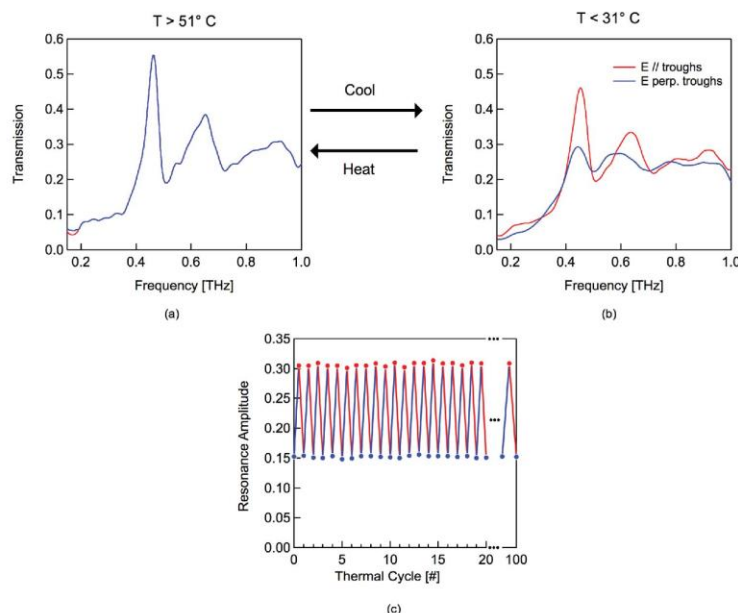 T > 51° C
T < 31° C
0.6
0.5
0.4
0.3
0.2
0.1
0.0
Transmission
0.2
0.4
0.6
0.8
1.0
Frequency [THz]
(a)
Cool
Heat
0.6
0.5
0.4
0.3
0.2
0.1
0.0
Transmission
E // troughs
E perp. troughs
0.2
0.4
0.6
0.8
1.0
Frequency [THz]
(b)
0.35
0.30
0.25
0.20
0.15
0.10
0.05
0.00
Resonance Amplitude
0
5
10
15
20
100
Thermal Cycle [#]
(c)